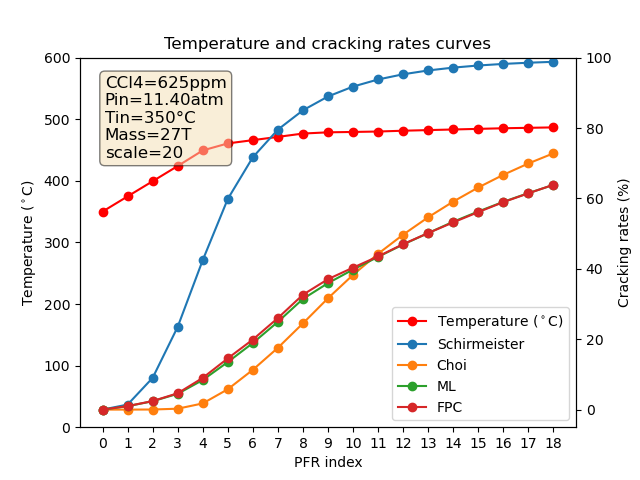 Temperature and cracking rates curves
CCl4=625ppm
Pin=11.40atm
Tin=350°C
Mass=27T
scale=20
600
500
400
300
200
100
0
Temperature (°C)
100
80
60
40
20
0
Cracking rates (%)
Temperature (°C)
Schirmeister
Choi
ML
FPC
0 1 2 3 4 5 6 7 8 9 10 11 12 13 14 15 16 17 18
PFR index